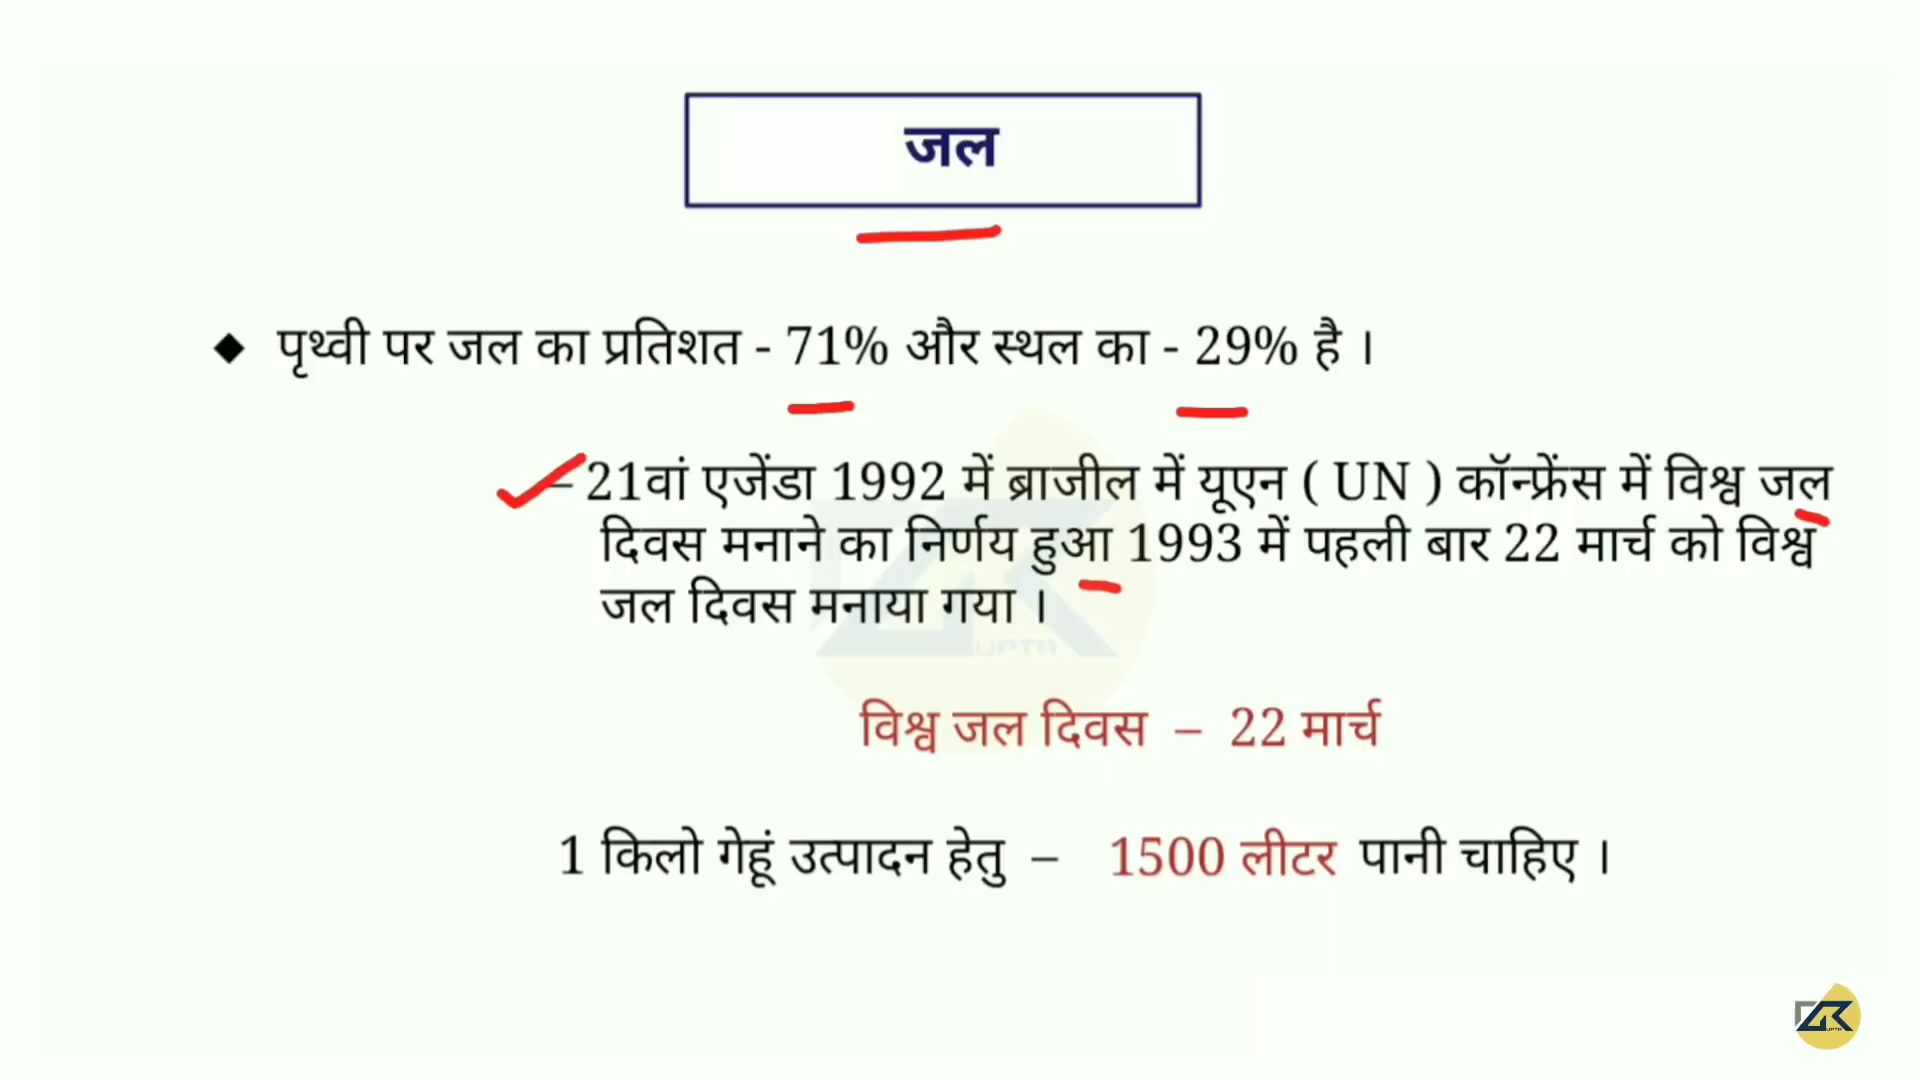 जल
◆ पृथ्वी पर जल का प्रतिशत - 71% और स्थल का - 29% है ।
– 21वां एजेंडा 1992 में ब्राजील में यूएन ( UN ) कॉन्फ्रेंस में विश्व जल
दिवस मनाने का निर्णय हुआ 1993 में पहली बार 22 मार्च को विश्व
जल दिवस मनाया गया ।
UPTA
विश्व जल दिवस – 22 मार्च
1 किलो गेहूं उत्पादन हेतु – 1500 लीटर पानी चाहिए ।